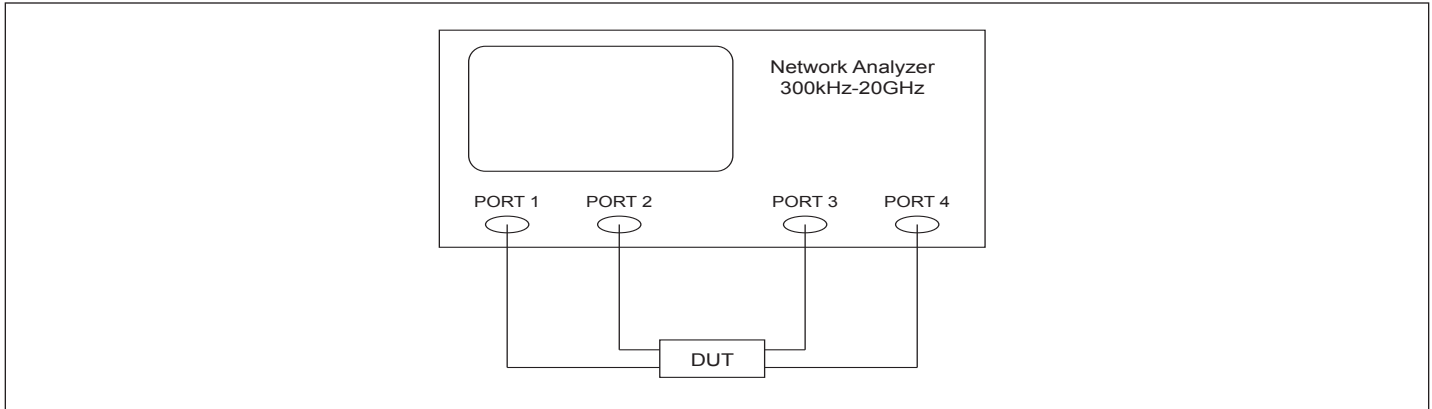 Network Analyzer
300kHz-20GHz
PORT 1
PORT 2
PORT 3
PORT 4
DUT